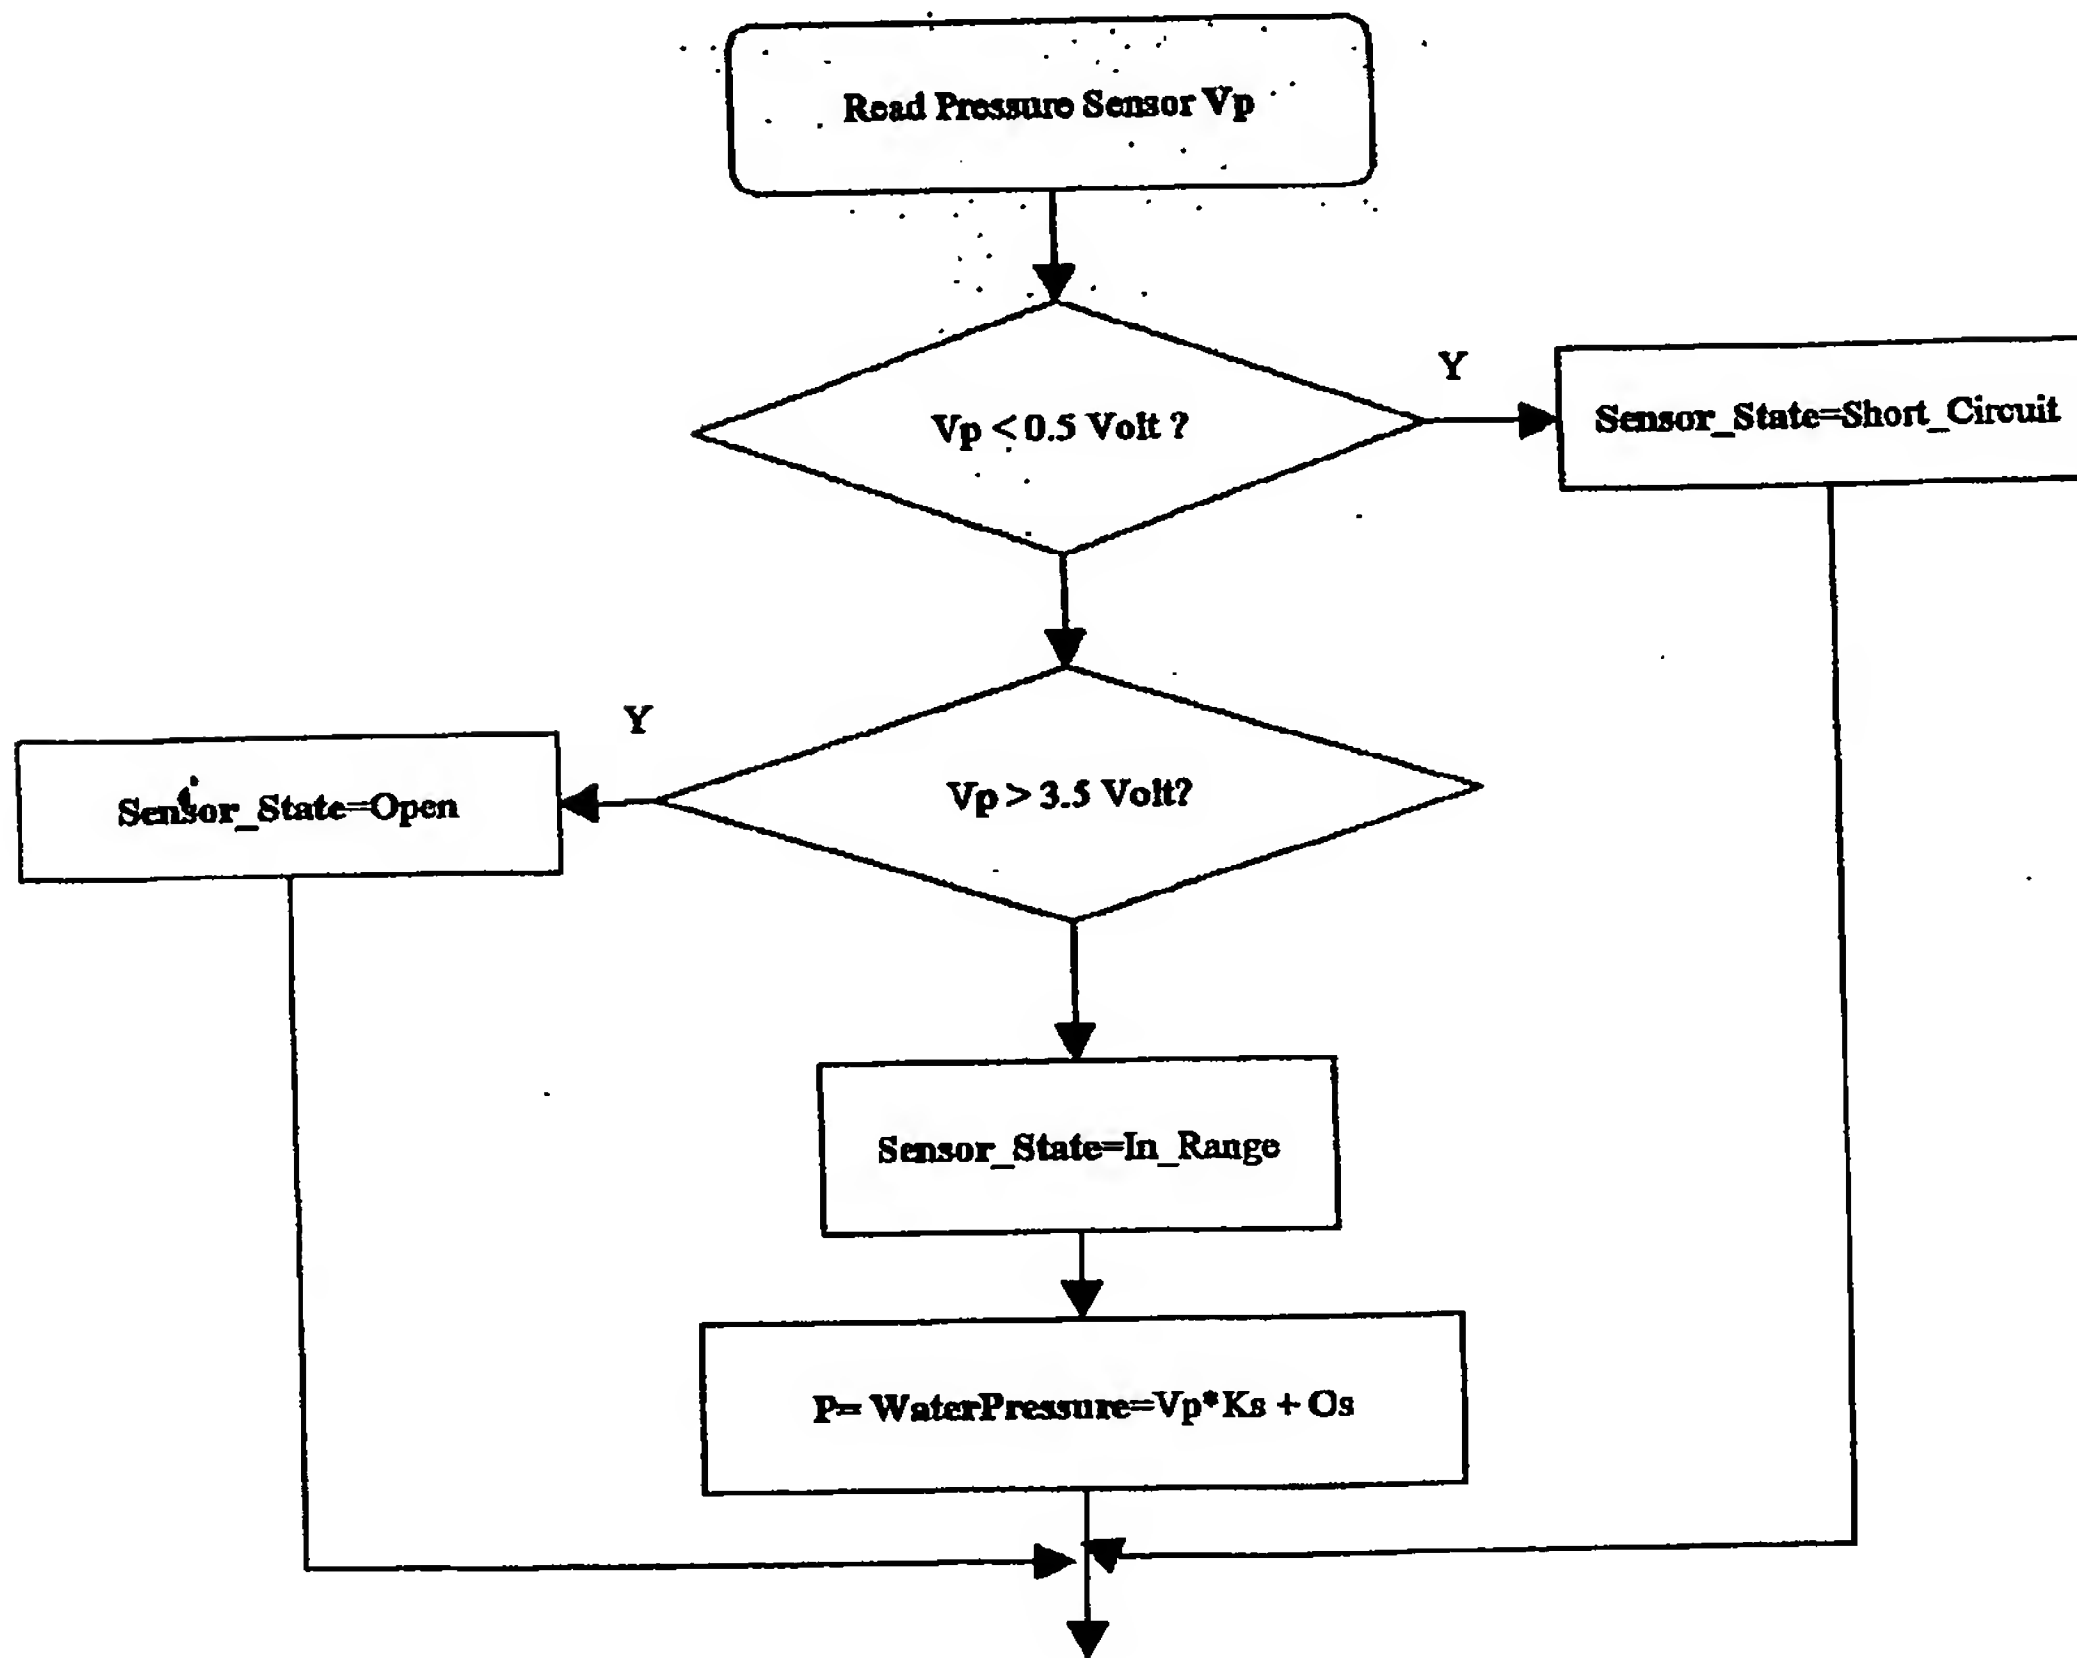 Read Pressure Sensor Vp
Vp < 0.5 Volt ?
Y
Sensor_State=Short_Circuit
Y
Sensor_State=Open
Vp > 3.5 Volt?
Sensor_State=In_Range
P= WaterPressure=Vp*Ks + Os